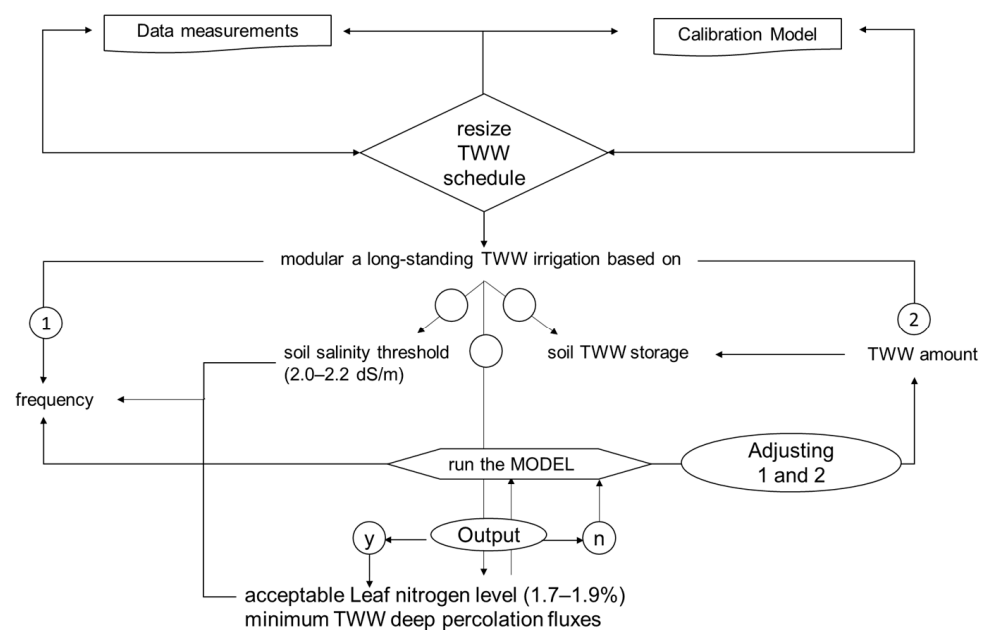 Data measurements
Calibration Model
resize
TWW
schedule
modular a long-standing TWW irrigation based on
1
2
soil salinity threshold
(2.0–2.2 dS/m)
soil TWW storage
TWW amount
frequency
run the MODEL
Adjusting
1 and 2
y
Output
n
acceptable Leaf nitrogen level (1.7–1.9%)
minimum TWW deep percolation fluxes